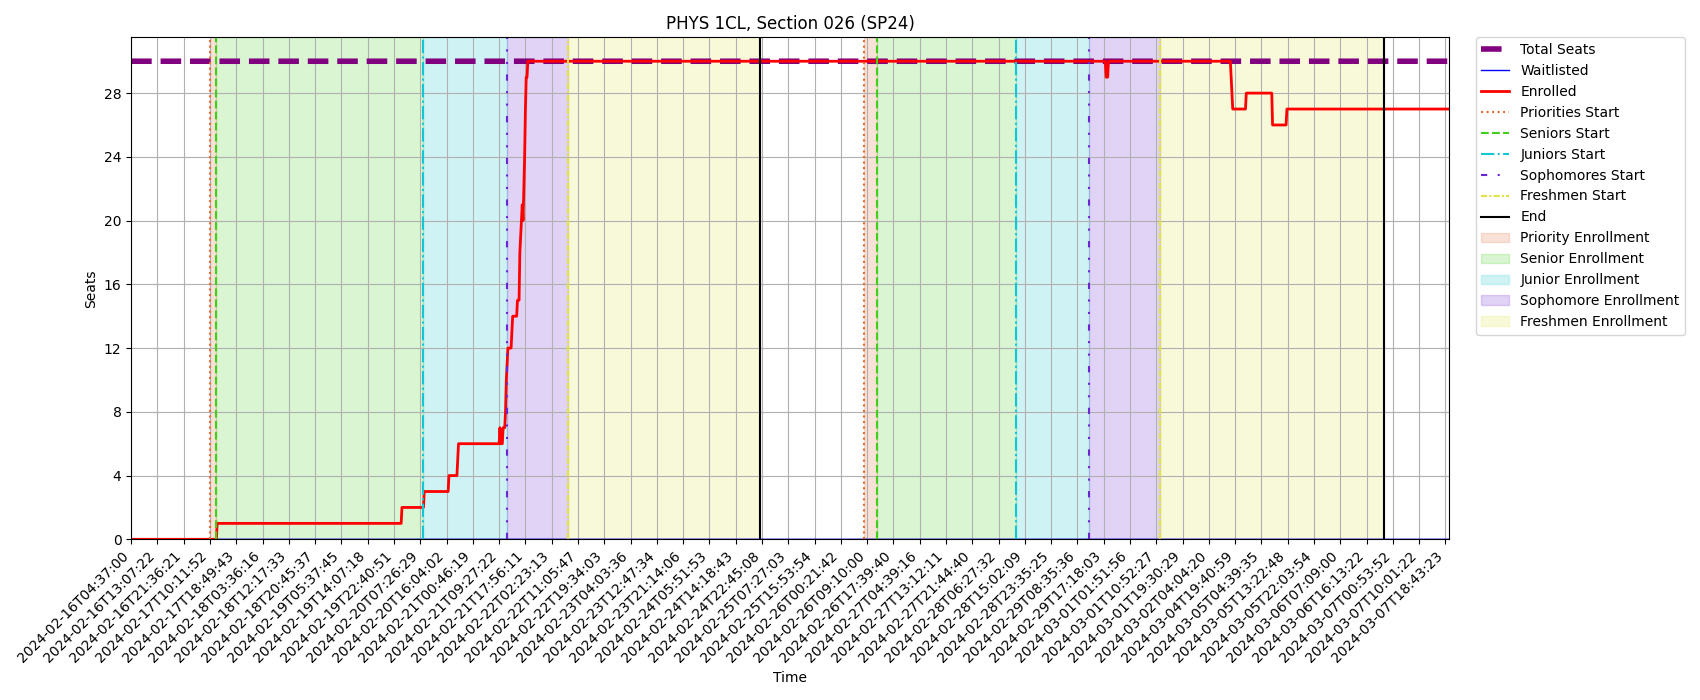 PHYS 1CL, Section 026 (SP24)
Seats
28
24
20
16
12
8
4
0
2024-02-16T04:37:00
2024-02-16T13:07:22
2024-02-16T21:36:21
2024-02-17T10:11:52
2024-02-17T18:49:43
2024-02-18T03:36:16
2024-02-18T12:17:33
2024-02-18T20:45:37
2024-02-19T05:37:45
2024-02-19T14:07:18
2024-02-19T22:40:51
2024-02-20T07:26:29
2024-02-20T16:04:02
2024-02-21T00:46:19
2024-02-21T09:27:22
2024-02-21T17:56:11
2024-02-22T02:23:13
2024-02-22T11:05:47
2024-02-22T19:34:03
2024-02-23T04:03:36
2024-02-23T12:47:34
2024-02-23T21:14:06
2024-02-24T05:51:53
2024-02-24T14:18:43
2024-02-24T22:45:08
2024-02-25T07:27:03
2024-02-25T15:53:54
2024-02-26T00:21:42
2024-02-26T09:10:00
2024-02-26T17:39:40
2024-02-27T04:39:16
2024-02-27T13:12:11
2024-02-27T21:44:40
2024-02-28T06:27:32
2024-02-28T15:02:09
2024-02-28T23:35:25
2024-02-29T08:35:36
2024-02-29T17:18:03
2024-03-01T01:51:56
2024-03-01T10:52:27
2024-03-01T19:30:29
2024-03-02T04:04:20
2024-03-04T19:40:59
2024-03-05T04:39:35
2024-03-05T13:22:48
2024-03-05T22:03:54
2024-03-06T07:09:00
2024-03-06T16:13:22
2024-03-07T00:53:52
2024-03-07T10:01:22
2024-03-07T18:43:23
Time
Total Seats
Waitlisted
Enrolled
Priorities Start
Seniors Start
Juniors Start
Sophomores Start
Freshmen Start
End
Priority Enrollment
Senior Enrollment
Junior Enrollment
Sophomore Enrollment
Freshmen Enrollment